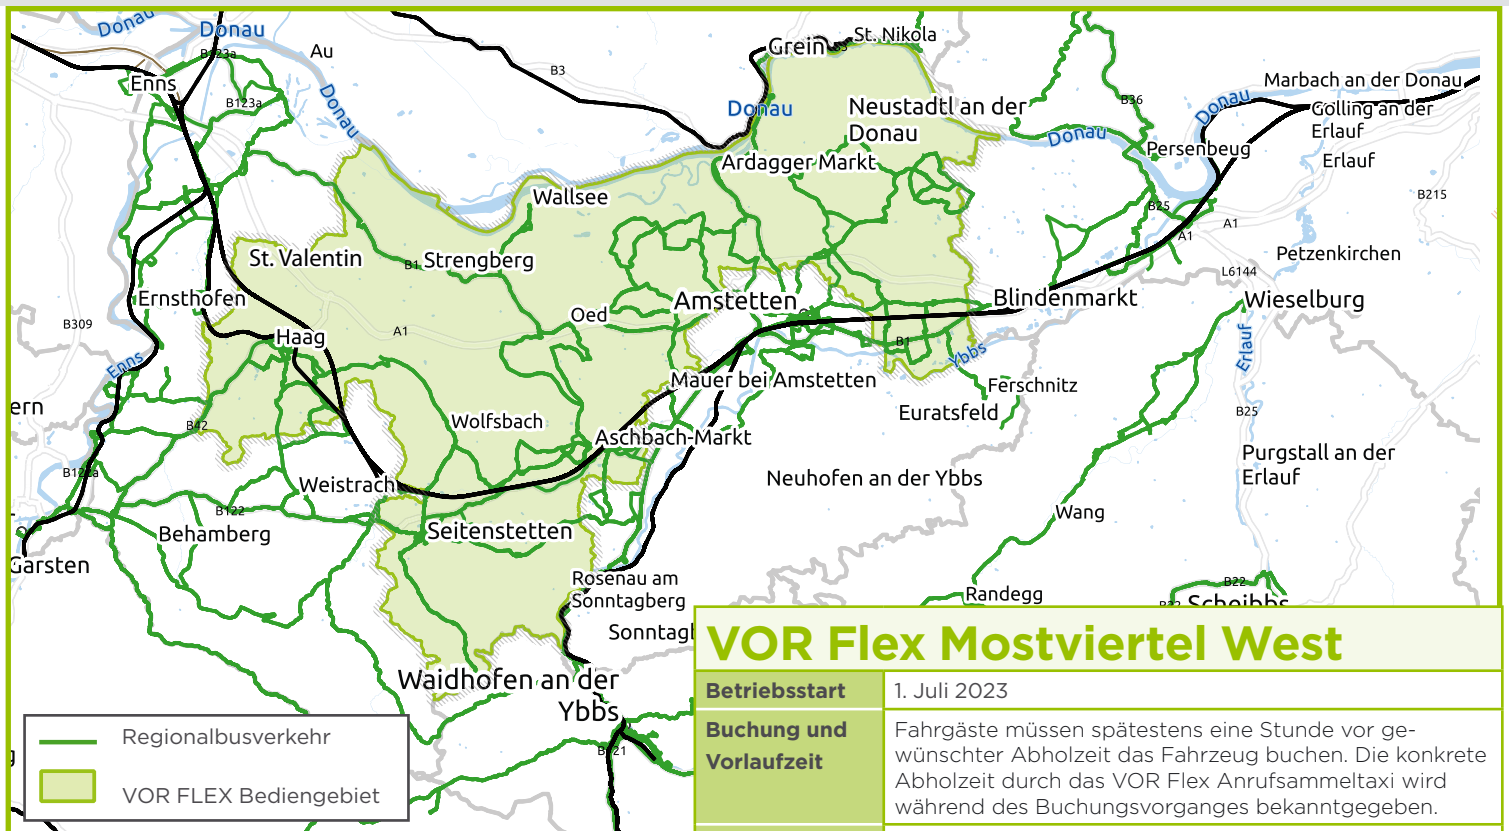 Donau
Donau
B123a
Au
Enns
B123a
Donau
B3
Grein
St. Nikola
Donau
Neustadtl an der
Donau
B36
Donau
Donau
Marbach an der Donau
Golling an der
Erlauf
Persenbeug
Erlauf
Ardagger Markt
Wallsee
B25
B215
A1
A1
St. Valentin
B1
Strengberg
Petzenkirchen
L6144
Ernsthofen
Amstetten
Blindenmarkt
Wieselburg
B309
Haag
A1
Oed
B1
Ybbs
Erlauf
Enns
Mauer bei Amstetten
Ferschnitz
ern
Wolfsbach
Euratsfeld
B25
B42
Aschbach-Markt
Purgstall an der
Erlauf
Weistrach
Neuhofen an der Ybbs
B122
Behamberg
Seitenstetten
Wang
Garsten
Rosenau am
Sonntagberg
Randegg
B22
Scheibbs
Waidhofen an der
Ybbs
VOR Flex Mostviertel West
Betriebsstart
1. Juli 2023
Buchung und
Vorlaufzeit
Fahrgäste müssen spätestens eine Stunde vor ge-
wünschter Abholzeit das Fahrzeug buchen. Die konkrete
Abholzeit durch das VOR Flex Anrufsammeltaxi wird
während des Buchungsvorganges bekanntgegeben.
Regionalbusverkehr
VOR FLEX Bediengebiet